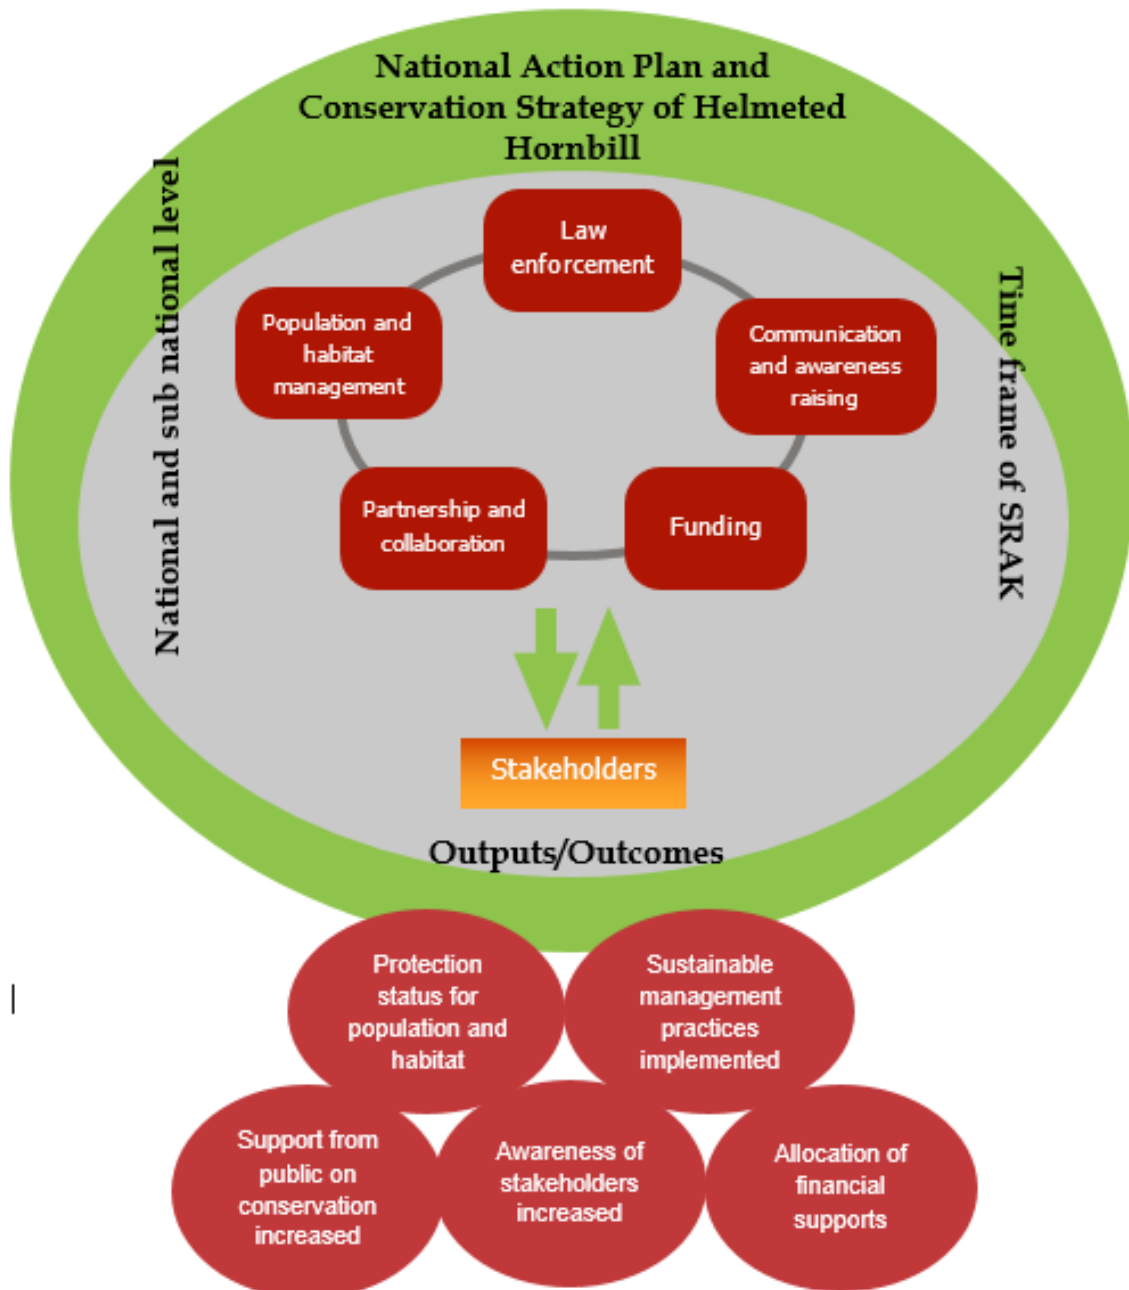 National Action Plan and
Conservation Strategy of Helmeted
Hornbill
National and sub national level
Time frame of SRAK
Law
enforcement
Population and
habitat
management
Communication
and awareness
raising
Partnership and
collaboration
Funding
Stakeholders
Outputs/Outcomes
Protection
status for
population and
habitat
Sustainable
management
practices
implemented
Support from
public on
conservation
increased
Awareness of
stakeholders
increased
Allocation of
financial
supports